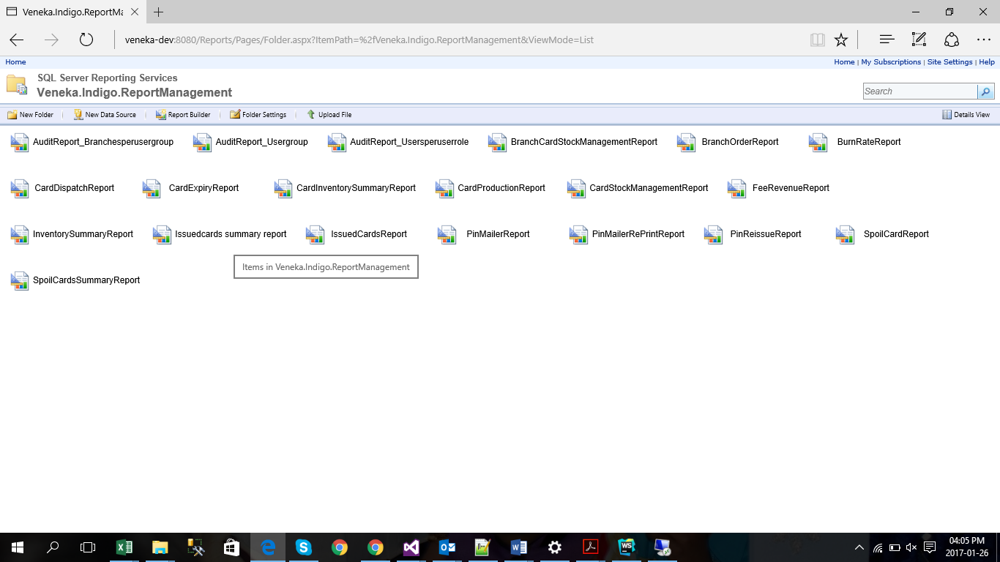 Veneka.Indigo.ReportMa
veneka-dev:8080/Reports/Pages/Folder.aspx?ItemPath=%2fVeneka.Indigo.ReportManagement&ViewMode=List
Home Home | My Subscriptions | Site Settings | Help
SQL Server Reporting Services
Veneka.Indigo.ReportManagement
Search
New Folder New Data Source Report Builder Folder Settings Upload File Details View
AuditReport_Branchesperusergroup AuditReport_Usergroup AuditReport_Usersperuserrole BranchCardStockManagementReport BranchOrderReport BurnRateReport
CardDispatchReport CardExpiryReport CardInventorySummaryReport CardProductionReport CardStockManagementReport FeeRevenueReport
InventorySummaryReport Issuedcards summary report IssuedCardsReport PinMailerReport PinMailerRePrintReport PinReissueReport SpoilCardReport
Items in Veneka.Indigo.ReportManagement
SpoilCardsSummaryReport
04:05 PM
2017-01-26